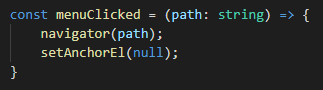 const menuClicked = (path: string) => {
    navigator(path);
    setAnchorEl(null);
}